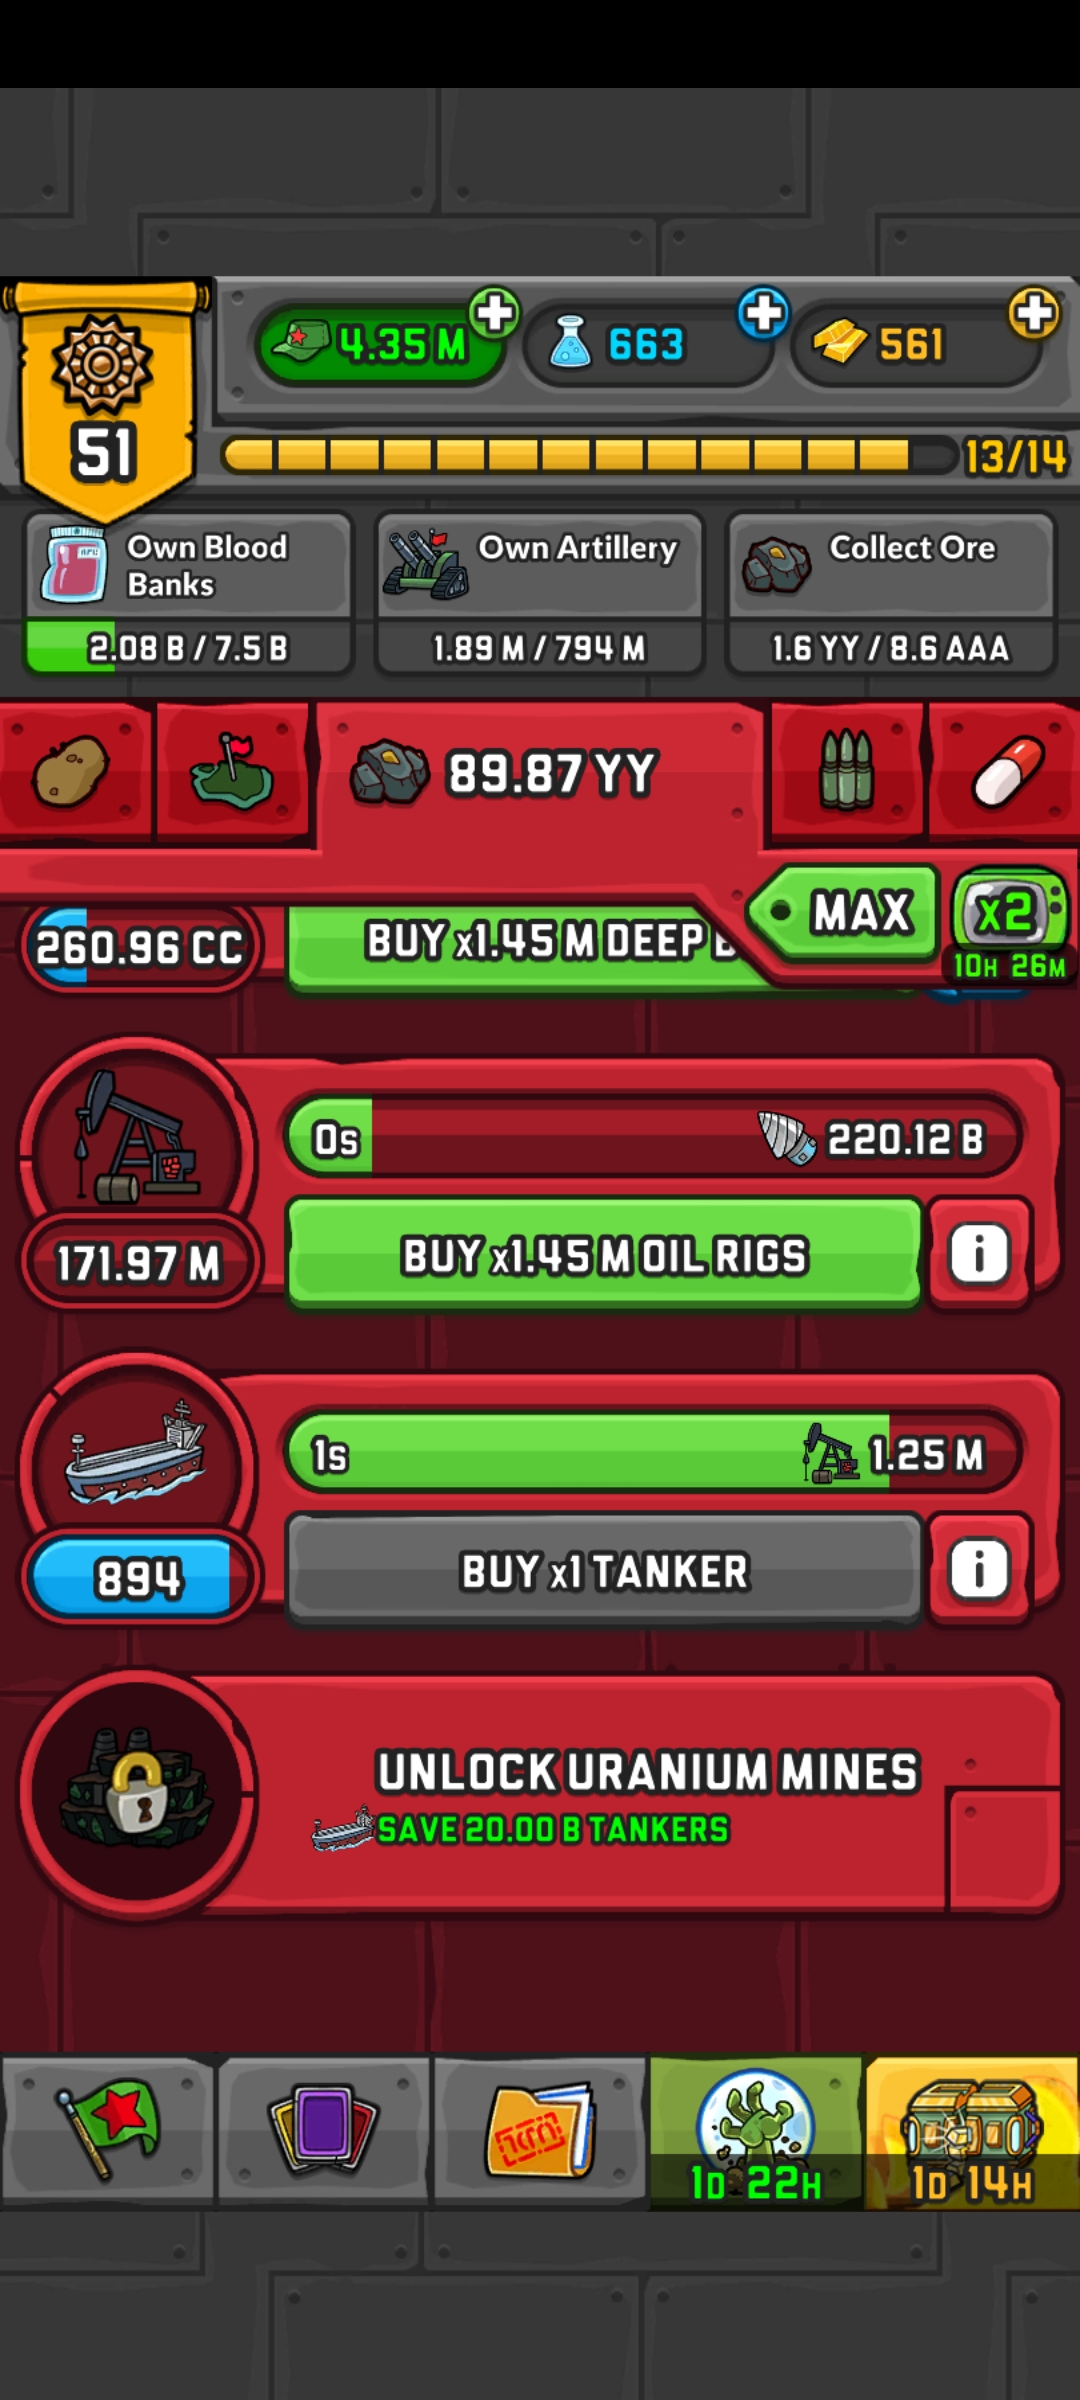 4.35 M
663
561
51
13/14
Own Blood
Banks
2.08 B / 7.5 B
Own Artillery
1.89 M / 794 M
Collect Ore
1.6 YY / 8.6 AAA
89.87 YY
MAX
x2
10H 26M
260.96 CC
BUY x1.45 M DEEP
0s
220.12 B
171.97 M
BUY x1.45 M OIL RIGS
i
1s
1.25 M
894
BUY x1 TANKER
i
UNLOCK URANIUM MINES
SAVE 20.00 B TANKERS
1D 22H
1D 14H